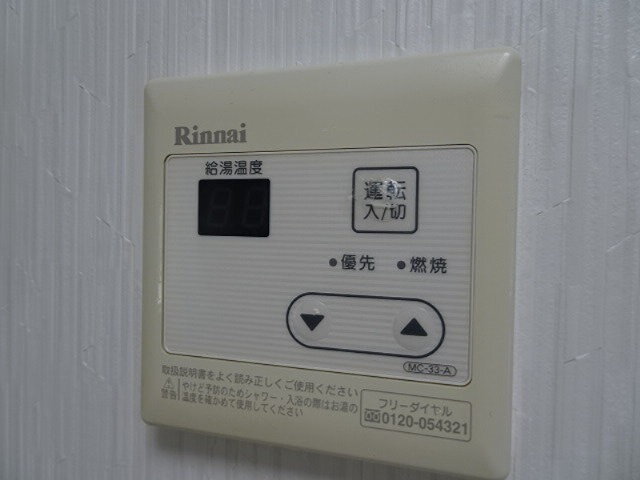 Rinnai
給湯温度
運転
入/切
優先 燃焼
MC-33-A
取扱説明書をよく読み正しくご使用ください
警告 やけど予防のためシャワー・入浴の際はお湯の
温度を確かめて使用してください
フリーダイヤル
0120-054321